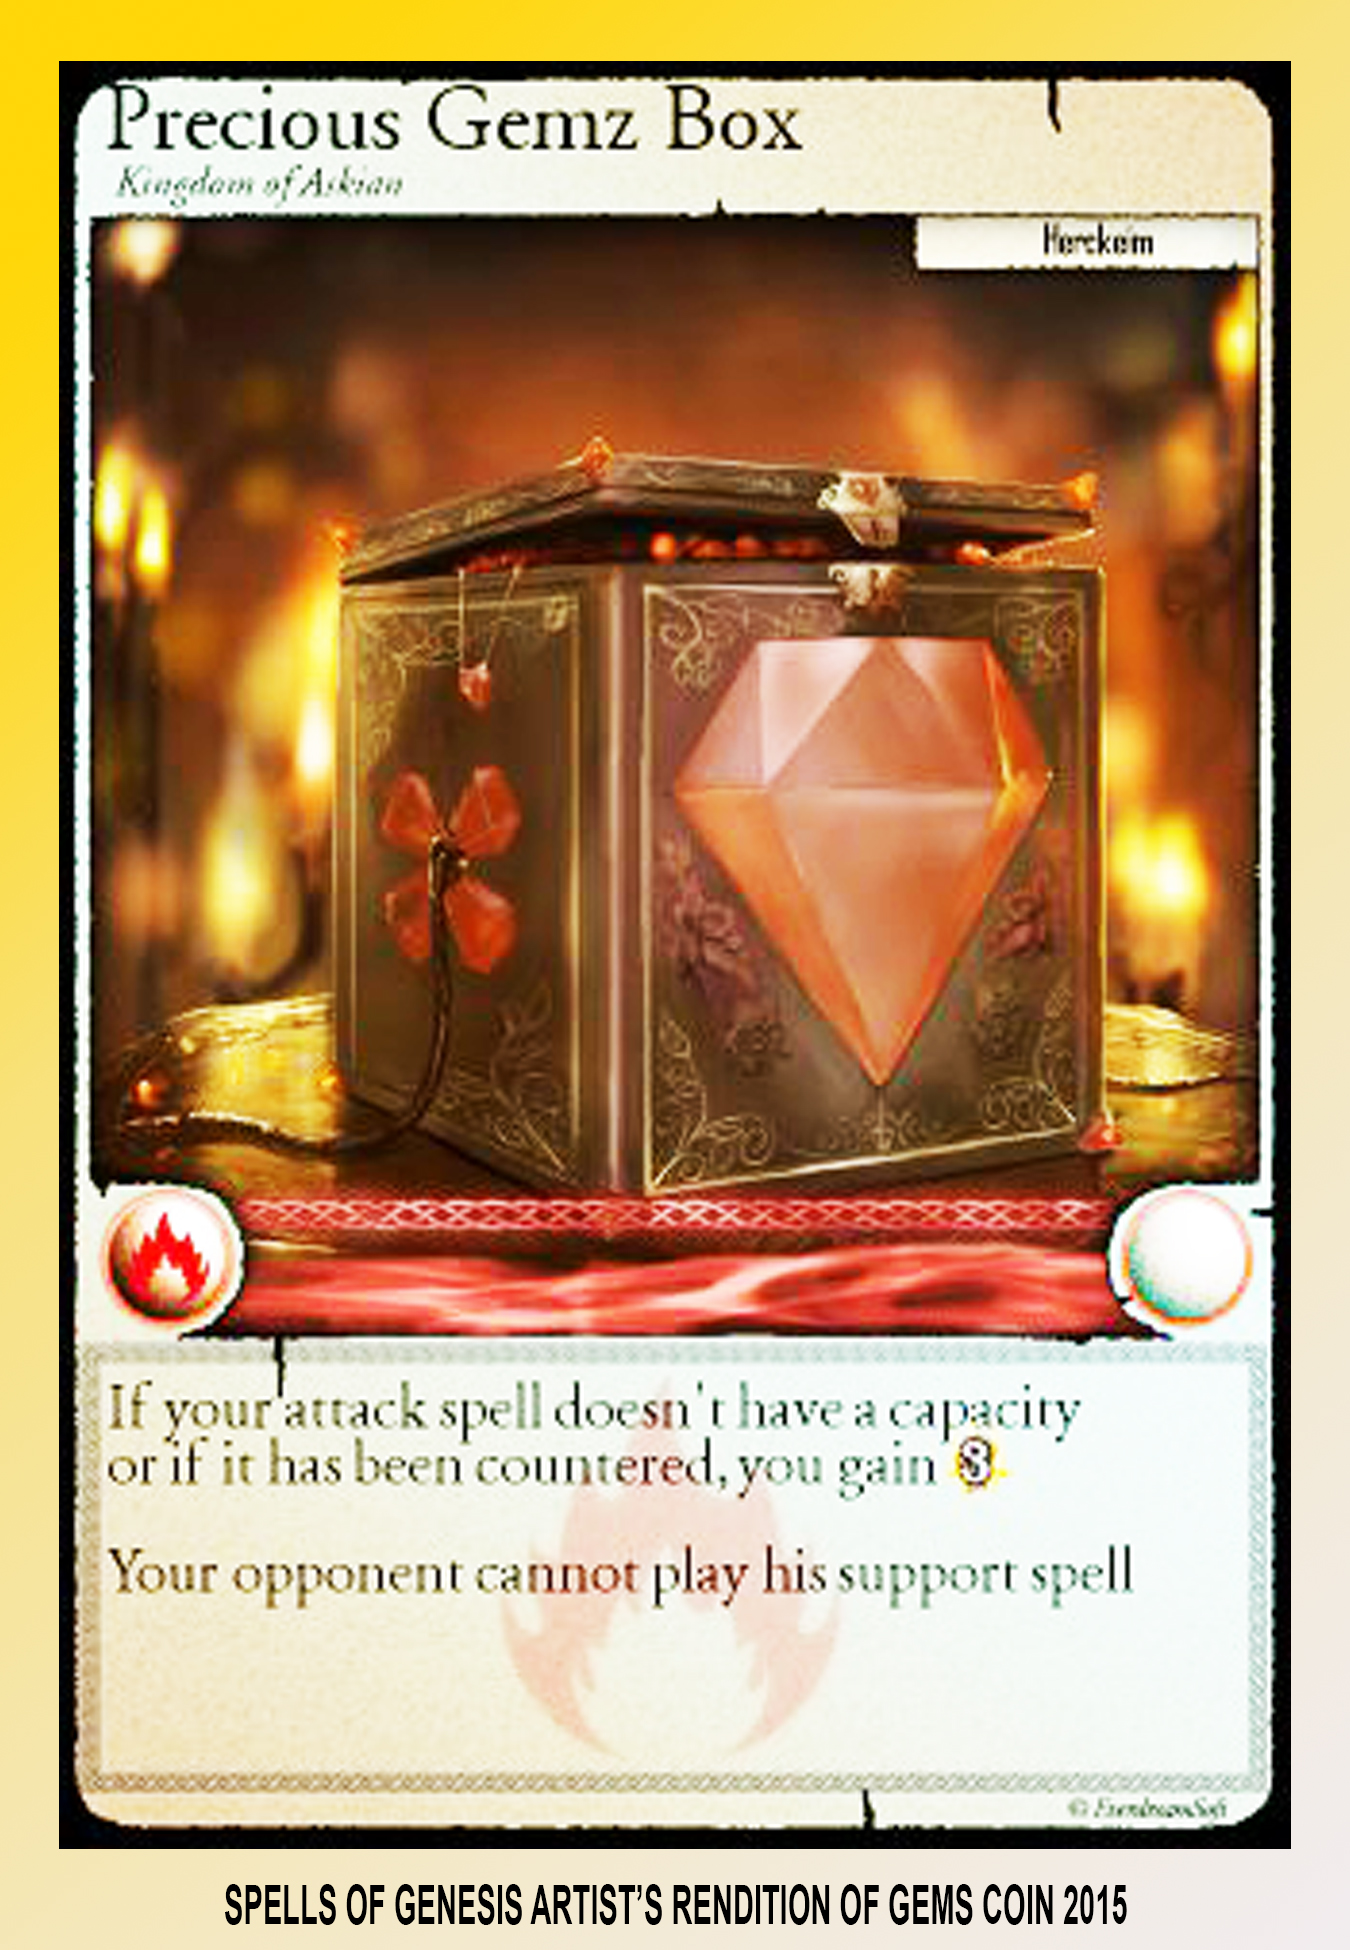 Precious Gemz Box
Kingdom of Askian
Herckeim
If your attack spell doesn't have a capacity
or if it has been countered, you gain 3
Your opponent cannot play his support spell
© EverdreamSoft
SPELLS OF GENESIS ARTIST'S RENDITION OF GEMS COIN 2015